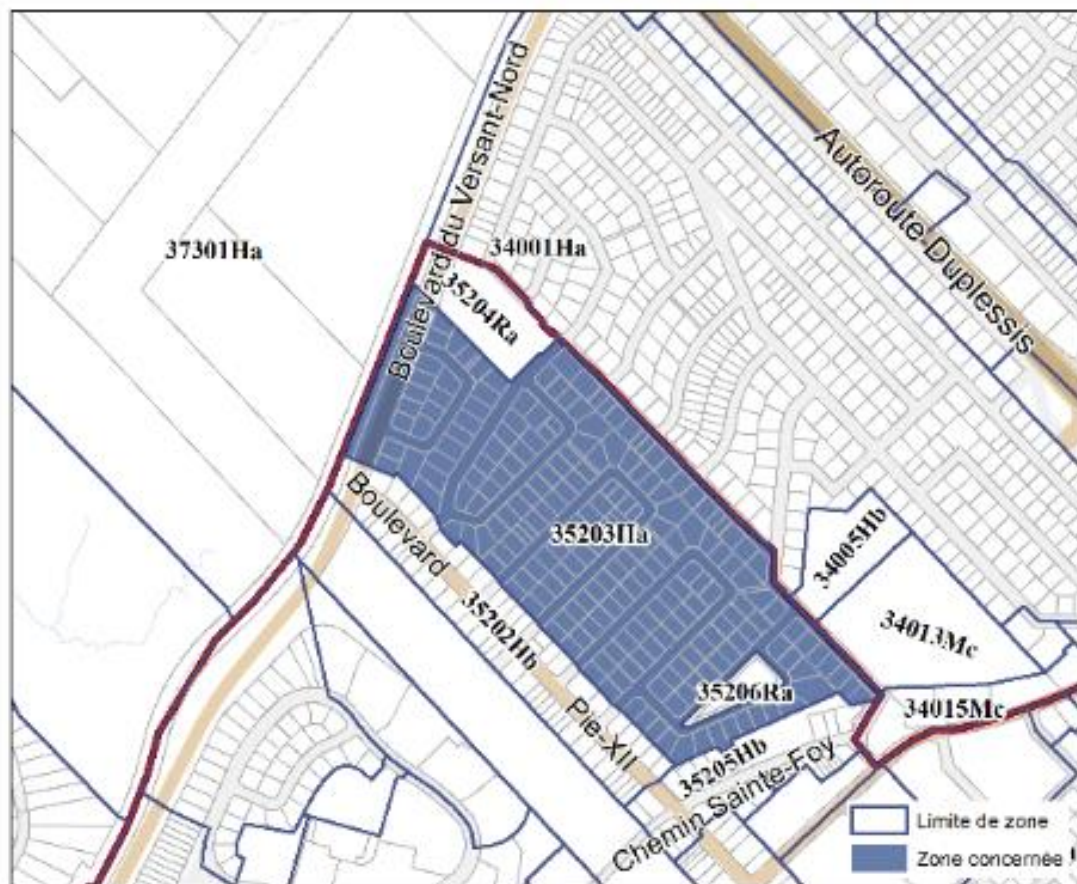 Boulevard du Versant-Nord
Autoroute Duplessis
37301Ha
34001Ha
35204Ra
Boulevard
Pie-XII
35203Ha
34005Hb
34013Mc
35202Hb
35206Ra
34015Mc
35205Hb
Chemin Sainte-Foy
Limite de zone
Zone concernée